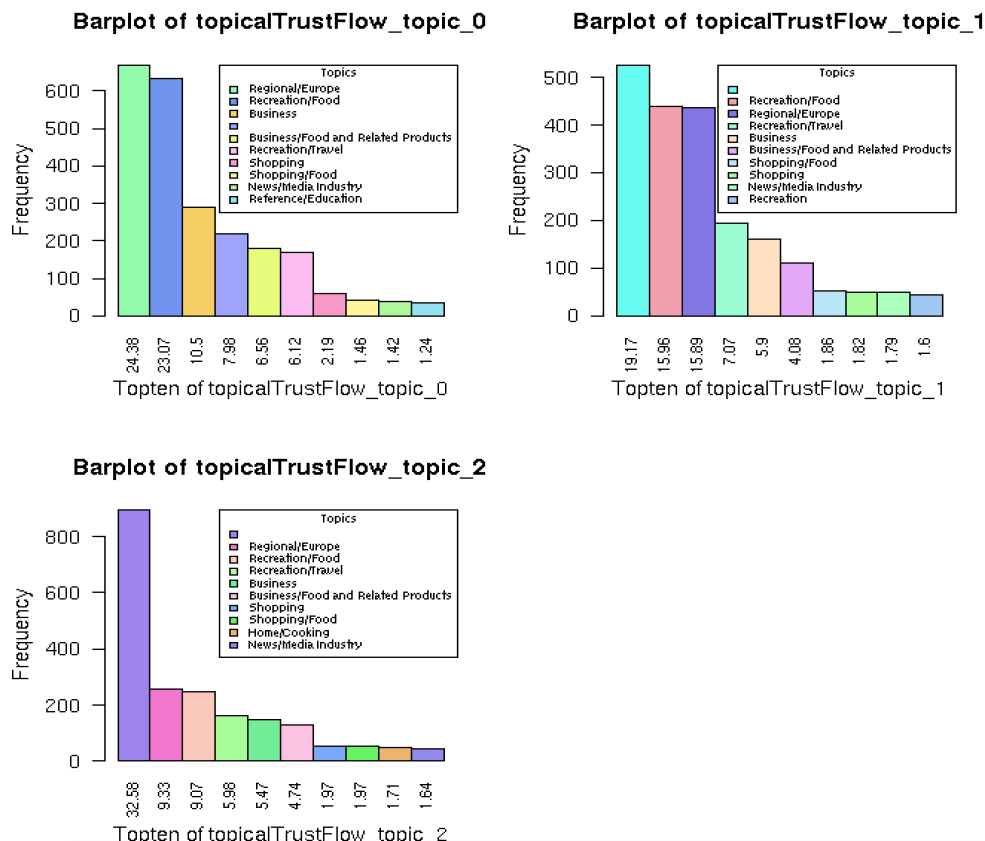 Barplot of topicalTrustFlow_topic_0
Frequency
600
500
400
300
200
100
0
Topics
Regional/Europe
Recreation/Food
Business
Business/Food and Related Products
Recreation/Travel
Shopping
Shopping/Food
News/Media Industry
Reference/Education
24.38
23.07
10.5
7.98
6.56
6.12
2.19
1.46
1.42
1.24
Topten of topicalTrustFlow_topic_0
Barplot of topicalTrustFlow_topic_1
Frequency
500
400
300
200
100
0
Topics
Recreation/Food
Regional/Europe
Recreation/Travel
Business
Business/Food and Related Products
Shopping/Food
Shopping
News/Media Industry
Recreation
19.17
15.96
15.89
7.07
5.9
4.08
1.86
1.82
1.79
1.6
Topten of topicalTrustFlow_topic_1
Barplot of topicalTrustFlow_topic_2
Frequency
800
600
400
200
0
Topics
Regional/Europe
Recreation/Food
Recreation/Travel
Business
Business/Food and Related Products
Shopping
Shopping/Food
Home/Cooking
News/Media Industry
32.58
9.33
9.07
5.98
5.47
4.74
1.97
1.97
1.71
1.64
Topten of topicalTrustFlow_topic_2